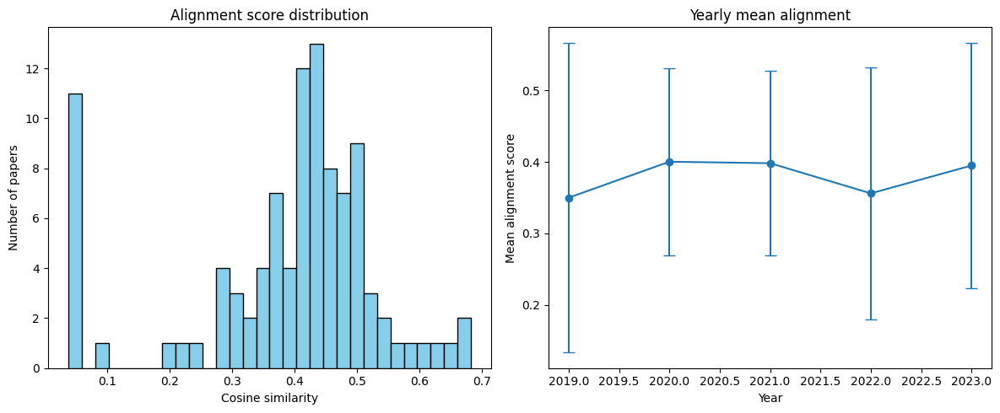 Alignment score distribution
Number of papers
12
10
8
6
4
2
0
0.1 0.2 0.3 0.4 0.5 0.6 0.7
Cosine similarity
Yearly mean alignment
Mean alignment score
0.5
0.4
0.3
0.2
2019.0 2019.5 2020.0 2020.5 2021.0 2021.5 2022.0 2022.5 2023.0
Year